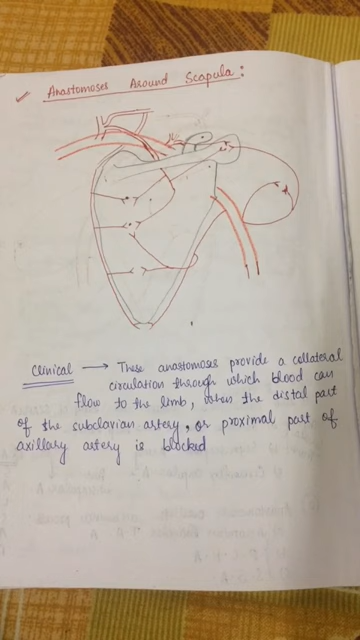 Anastomoses Around Scapula:
Clinical → These anastomoses provide a collateral
circulation through which blood can
flow to the limb, when the distal part
of the subclavian artery, or proximal part of
axillary artery is blocked